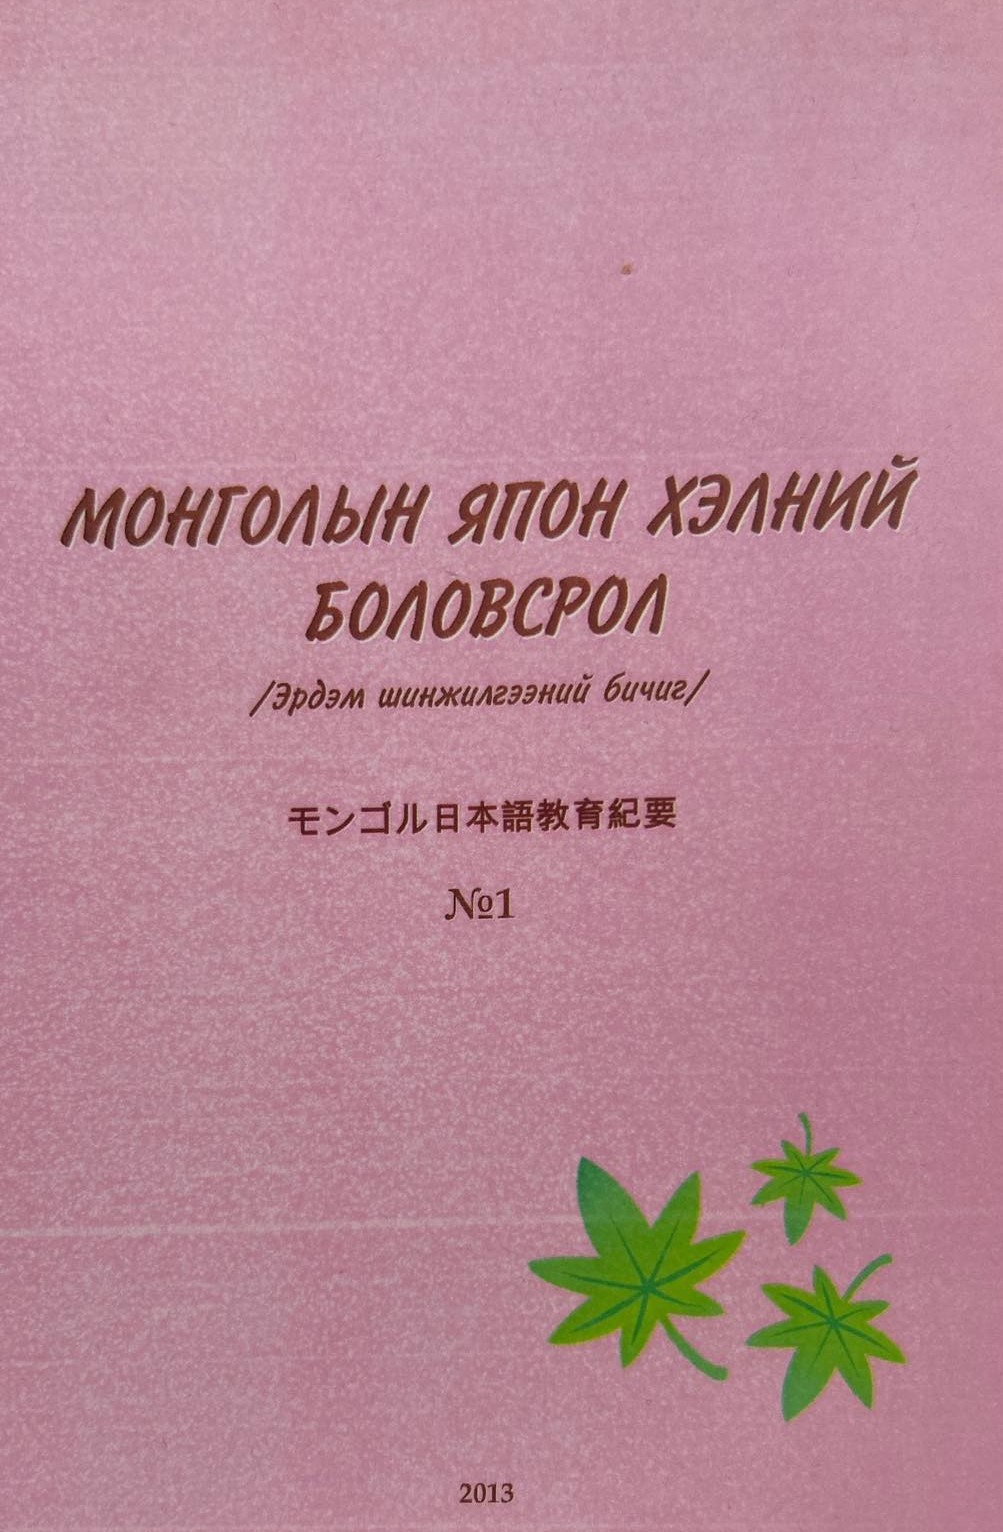 МОНГОЛЫН ЯПОН ХЭЛНИЙ
БОЛОВСРОЛ
/Эрдэм шинжилгээний бичиг/
モンゴル日本語教育紀要
№1
2013